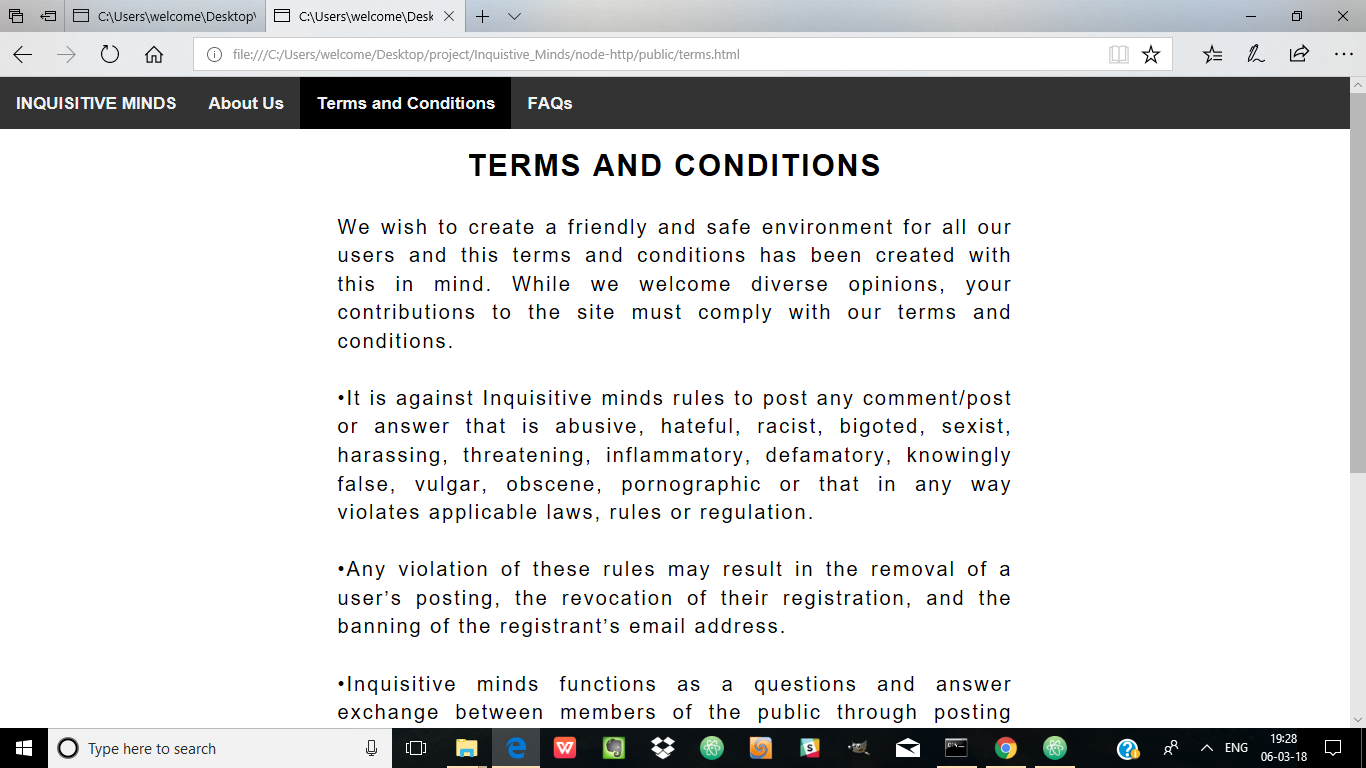 C:\Users\welcome\Desktop\
C:\Users\welcome\Desk
file:///C:/Users/welcome/Desktop/project/Inquistive_Minds/node-http/public/terms.html
INQUISITIVE MINDS About Us Terms and Conditions FAQs
TERMS AND CONDITIONS
We wish to create a friendly and safe environment for all our
users and this terms and conditions has been created with
this in mind. While we welcome diverse opinions, your
contributions to the site must comply with our terms and
conditions.
•It is against Inquisitive minds rules to post any comment/post
or answer that is abusive, hateful, racist, bigoted, sexist,
harassing, threatening, inflammatory, defamatory, knowingly
false, vulgar, obscene, pornographic or that in any way
violates applicable laws, rules or regulation.
•Any violation of these rules may result in the removal of a
user’s posting, the revocation of their registration, and the
banning of the registrant’s email address.
•Inquisitive minds functions as a questions and answer
exchange between members of the public through posting
Type here to search
ENG
19:28
06-03-18